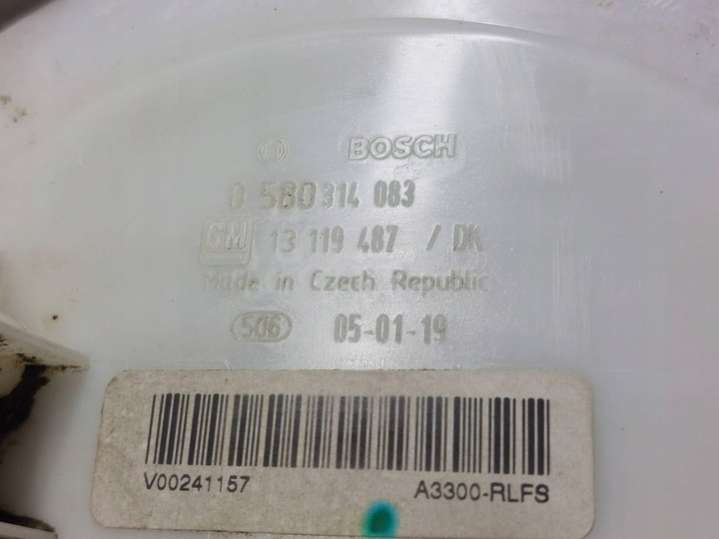 BOSCH
0 580 314 083
GM 13 119 487 / DK
Made in Czech Republic
506 05-01-19
V00241157 A3300-RLFS